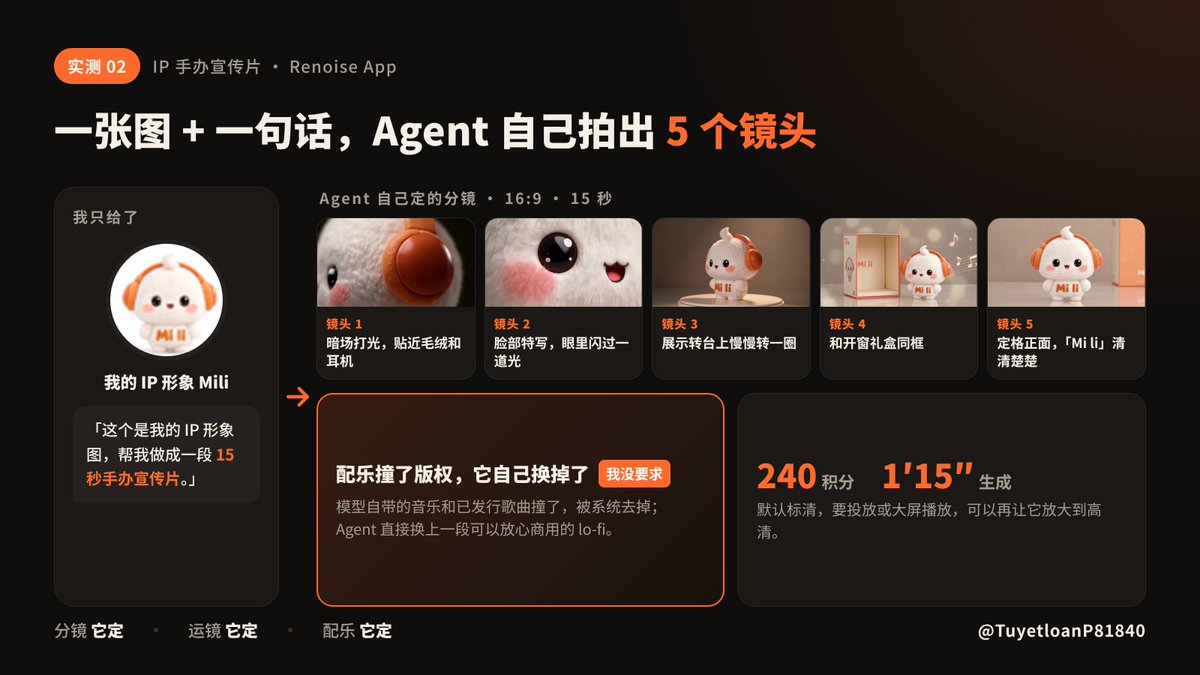 实测 02
IP 手办宣传片 · Renoise App
一张图 + 一句话，Agent 自己拍出 5 个镜头
我只给了
Mi li
我的 IP 形象 Mili
「这个是我的 IP 形象
图，帮我做成一段 15
秒手办宣传片。」
Agent 自己定的分镜 · 16:9 · 15 秒
镜头 1
暗场打光，贴近毛绒和
耳机
镜头 2
脸部特写，眼里闪过一
道光
Mi li
镜头 3
展示转台上慢慢转一圈
Mi li
Mi li
镜头 4
和开窗礼盒同框
Mi li
镜头 5
定格正面，「Mi li」清
清楚楚
配乐撞了版权，它自己换掉了 我没要求
模型自带的音乐和已发行歌曲撞了，被系统去掉；
Agent 直接换上一段可以放心商用的 lo-fi。
240 积分 1′15″ 生成
默认标清，要投放或大屏播放，可以再让它放大到高
清。
分镜 它定 · 运镜 它定 · 配乐 它定
@TuyetloanP81840